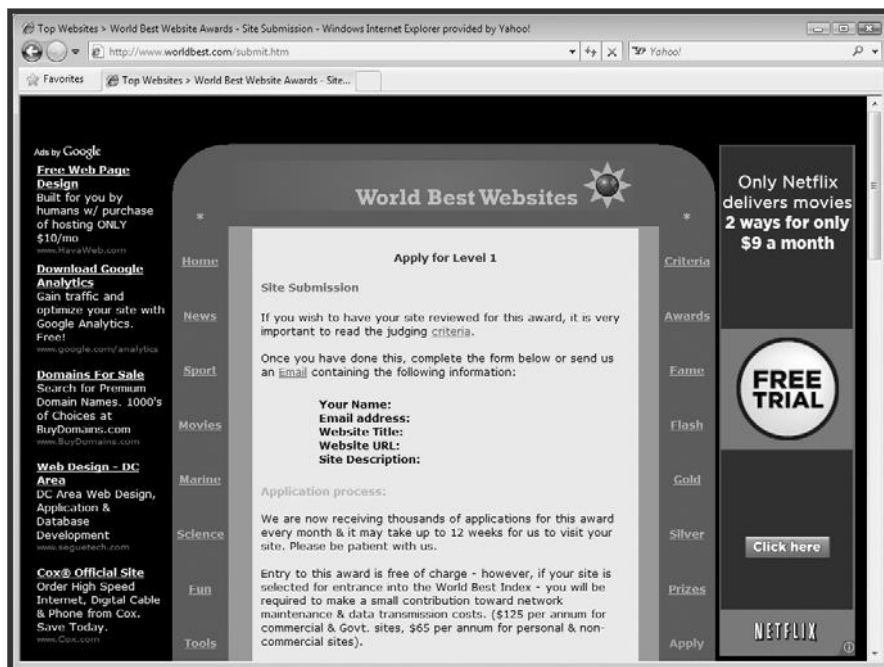 Top Websites > World Best Website Awards - Site Submission - Windows Internet Explorer provided by Yahoo!
http://www.worldbest.com/submit.htm
Yahoo!
Favorites
Top Websites > World Best Website Awards - Site...
Ads by Google
Free Web Page
Design
Built for you by
humans w/ purchase
of hosting ONLY
$10/mo
www.HavaWeb.com
Download Google
Analytics
Gain traffic and
optimize your site with
Google Analytics.
Free!
www.google.com/analytics
Domains For Sale
Search for Premium
Domain Names. 1000's
of Choices at
BuyDomains.com
www.BuyDomains.com
Web Design - DC
Area
DC Area Web Design,
Application &
Database
Development
www.seguetech.com
Cox® Official Site
Order High Speed
Internet, Digital Cable
& Phone from Cox.
Save Today.
www.Cox.com
*
Home
News
Sport
Movies
Marine
Science
Fun
Tools
World Best Websites
Apply for Level 1
Site Submission
If you wish to have your site reviewed for this award, it is very
important to read the judging criteria.
Once you have done this, complete the form below or send us
an Email containing the following information:
Your Name:
Email address:
Website Title:
Website URL:
Site Description:
Application process:
We are now receiving thousands of applications for this award
every month & it may take up to 12 weeks for us to visit your
site. Please be patient with us.
Entry to this award is free of charge - however, if your site is
selected for entrance into the World Best Index - you will be
required to make a small contribution toward network
maintenance & data transmission costs. ($125 per annum for
commercial & Govt. sites, $65 per annum for personal & non-
commercial sites).
*
Criteria
Awards
Fame
Flash
Gold
Silver
Prizes
Apply
Only Netflix
delivers movies
2 ways for only
$9 a month
FREE
TRIAL
Click here
NETFLIX